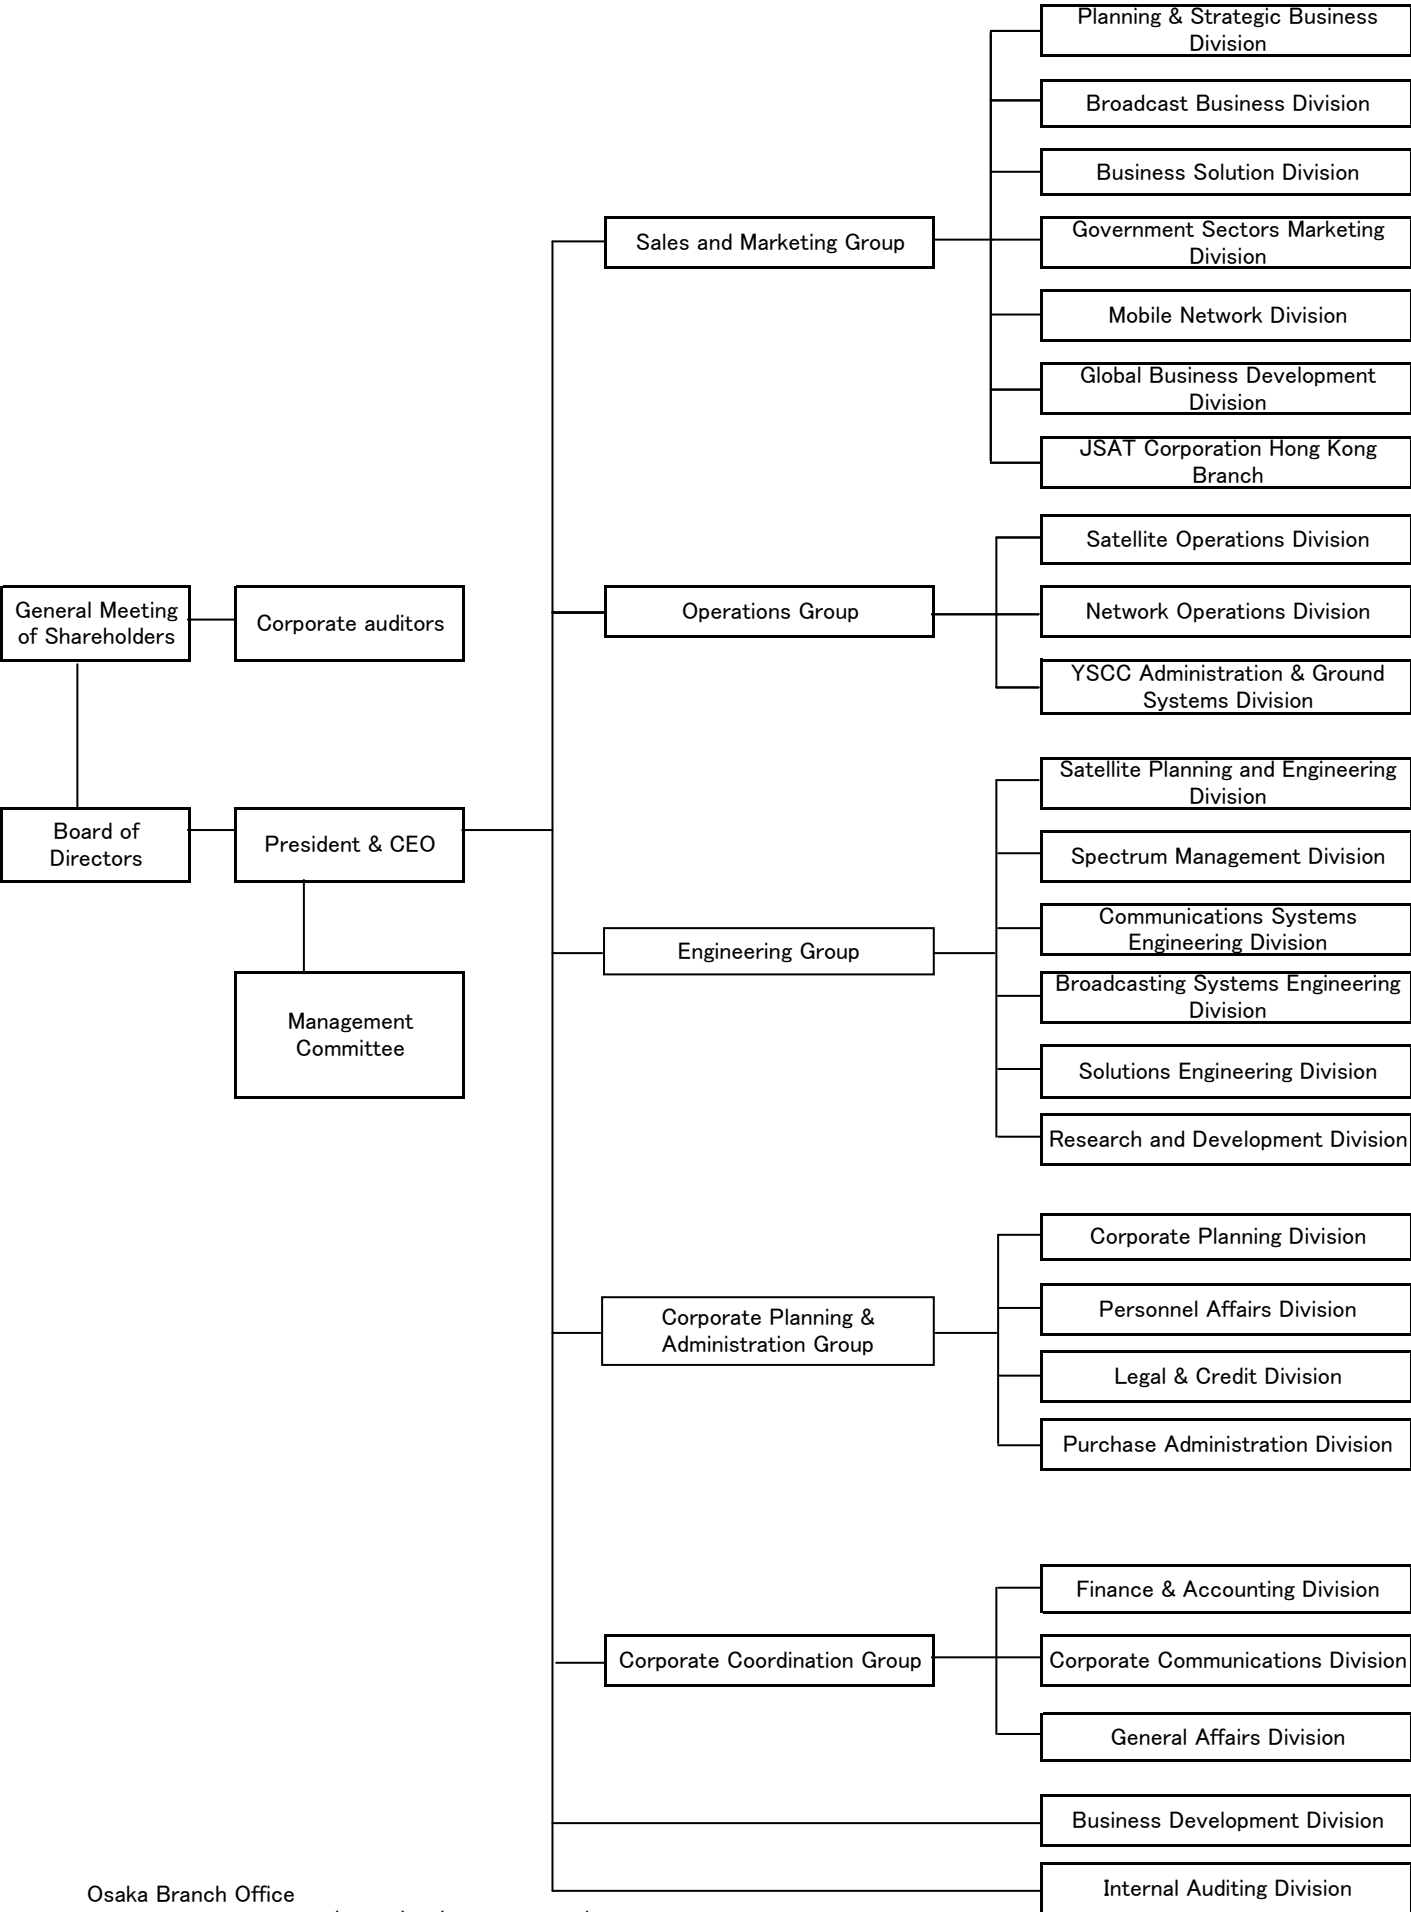 Planning & Strategic Business
Division
Broadcast Business Division
Business Solution Division
Sales and Marketing Group
Government Sectors Marketing
Division
Mobile Network Division
Global Business Development
Division
JSAT Corporation Hong Kong
Branch
Satellite Operations Division
General Meeting
of Shareholders
Corporate auditors
Operations Group
Network Operations Division
YSCC Administration & Ground
Systems Division
Satellite Planning and Engineering
Division
Board of
Directors
President & CEO
Spectrum Management Division
Communications Systems
Engineering Division
Engineering Group
Broadcasting Systems Engineering
Division
Management
Committee
Solutions Engineering Division
Research and Development Division
Corporate Planning Division
Corporate Planning &
Administration Group
Personnel Affairs Division
Legal & Credit Division
Purchase Administration Division
Finance & Accounting Division
Corporate Coordination Group
Corporate Communications Division
General Affairs Division
Business Development Division
Internal Auditing Division
Osaka Branch Office